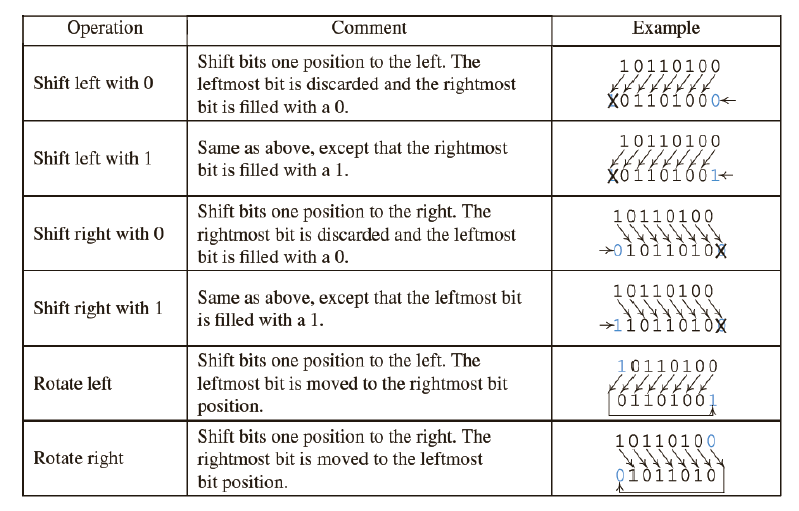 Operation
Comment
Example
Shift left with 0
Shift bits one position to the left. The
leftmost bit is discarded and the rightmost
bit is filled with a 0.
10110100
X01101000
Shift left with 1
Same as above, except that the rightmost
bit is filled with a 1.
10110100
X01101001
Shift right with 0
Shift bits one position to the right. The
rightmost bit is discarded and the leftmost
bit is filled with a 0.
10110100
01011010X
Shift right with 1
Same as above, except that the leftmost bit
is filled with a 1.
10110100
11011010X
Rotate left
Shift bits one position to the left. The
leftmost bit is moved to the rightmost bit
position.
10110100
01101001
Rotate right
Shift bits one position to the right. The
rightmost bit is moved to the leftmost
bit position.
10110100
01011010